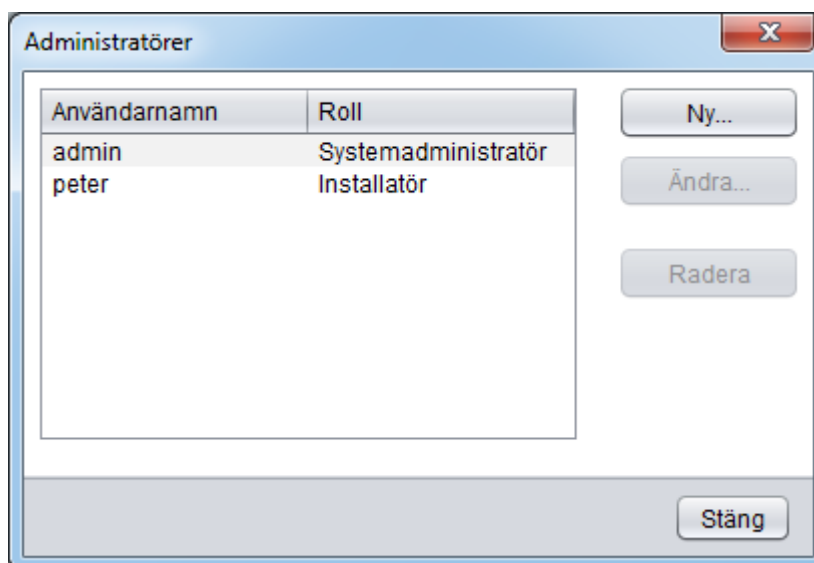 Administratörer
Användarnamn Roll
admin Systemadministratör
peter Installatör
Ny...
Ändra...
Radera
Stäng